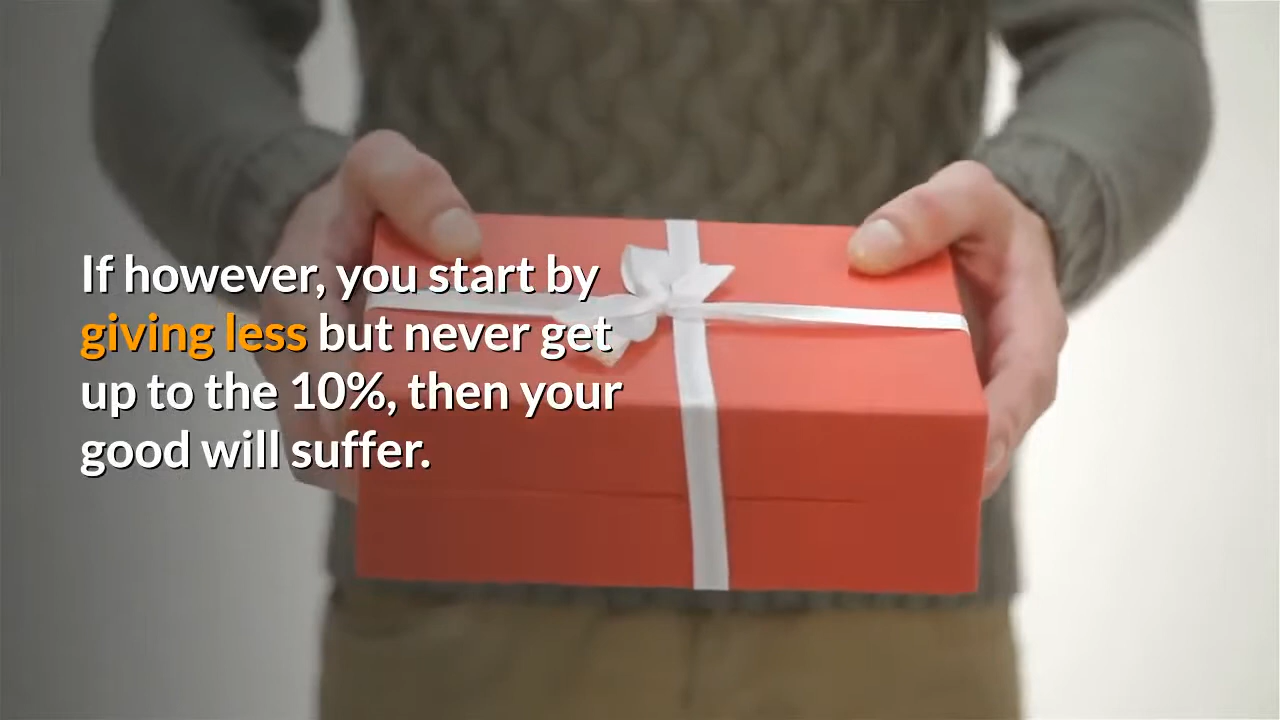 If however, you start by
giving less but never get
up to the 10%, then your
good will suffer.